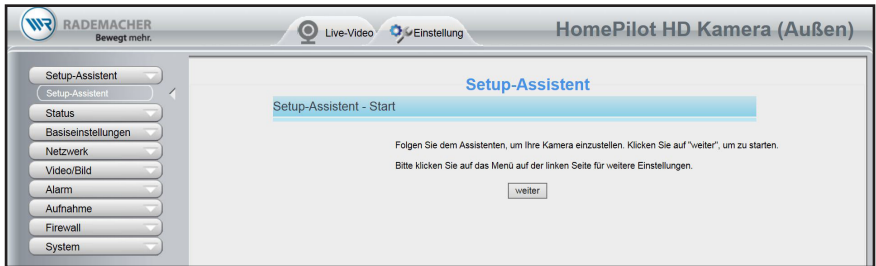 WR RADEMACHER
Bewegt mehr.
Live-Video
Einstellung
HomePilot HD Kamera (Außen)
Setup-Assistent
Setup-Assistent
Status
Basiseinstellungen
Netzwerk
Video/Bild
Alarm
Aufnahme
Firewall
System
Setup-Assistent
Setup-Assistent - Start
Folgen Sie dem Assistenten, um Ihre Kamera einzustellen. Klicken Sie auf "weiter", um zu starten.
Bitte klicken Sie auf das Menü auf der linken Seite für weitere Einstellungen.
weiter